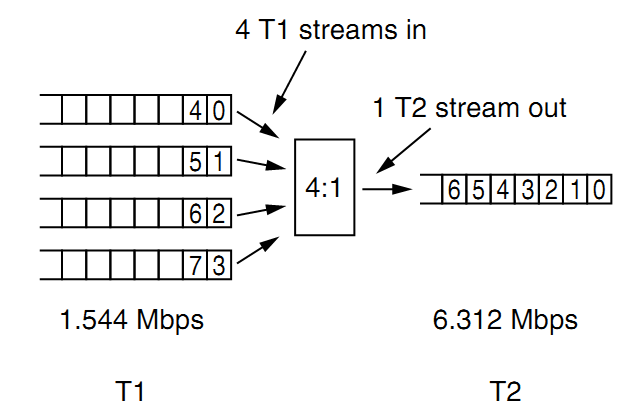 4 T1 streams in
1 T2 stream out
4 0
5 1
6 2
7 3
4:1
6 5 4 3 2 1 0
1.544 Mbps
6.312 Mbps
T1
T2